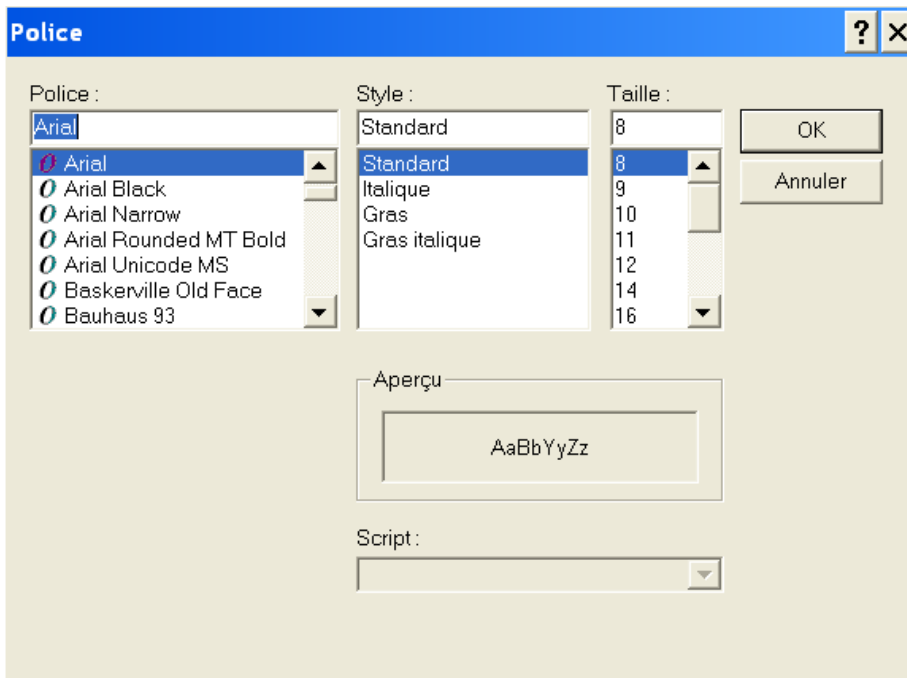 Police
Police :
Style :
Taille :
Arial
Standard
8
OK
Annuler
Arial
Arial Black
Arial Narrow
Arial Rounded MT Bold
Arial Unicode MS
Baskerville Old Face
Bauhaus 93
Standard
Italique
Gras
Gras italique
8
9
10
11
12
14
16
Aperçu
AaBbYyZz
Script :